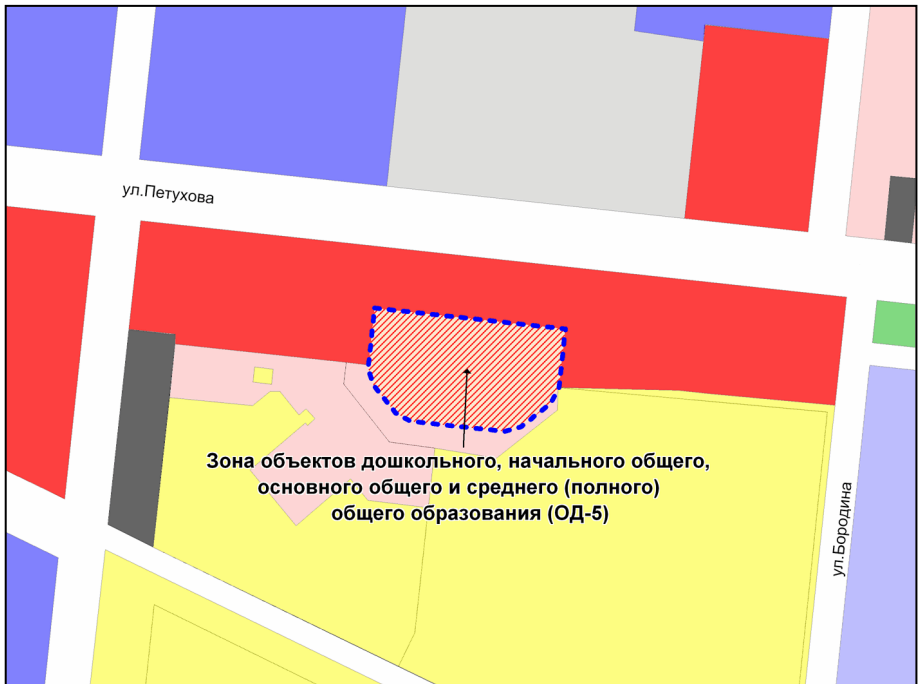 ул.Петухова
Зона объектов дошкольного, начального общего,
основного общего и среднего (полного)
общего образования (ОД-5)
ул.Бородина